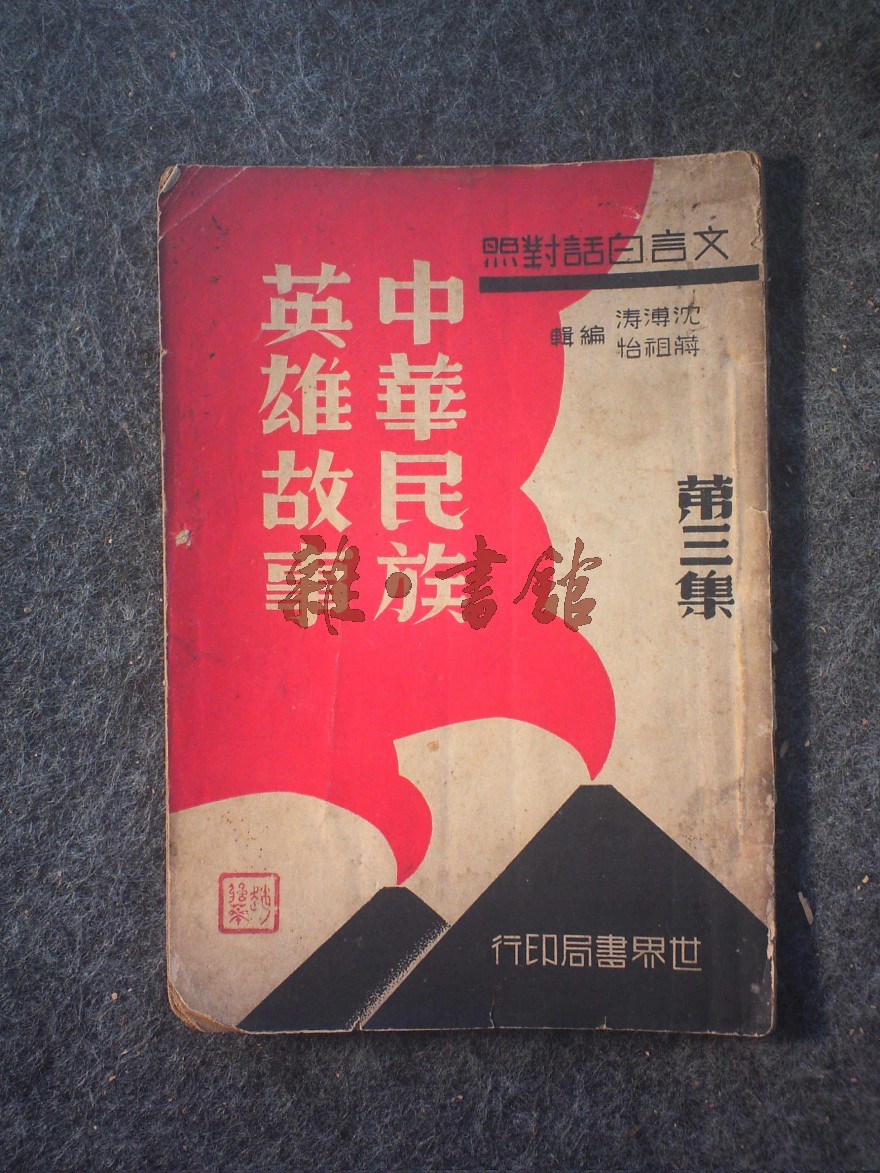 文言白話對照
沈溥涛
蔣祖怡
編輯
第三集
中華民族
英雄故事
世界書局印行
雜·書館